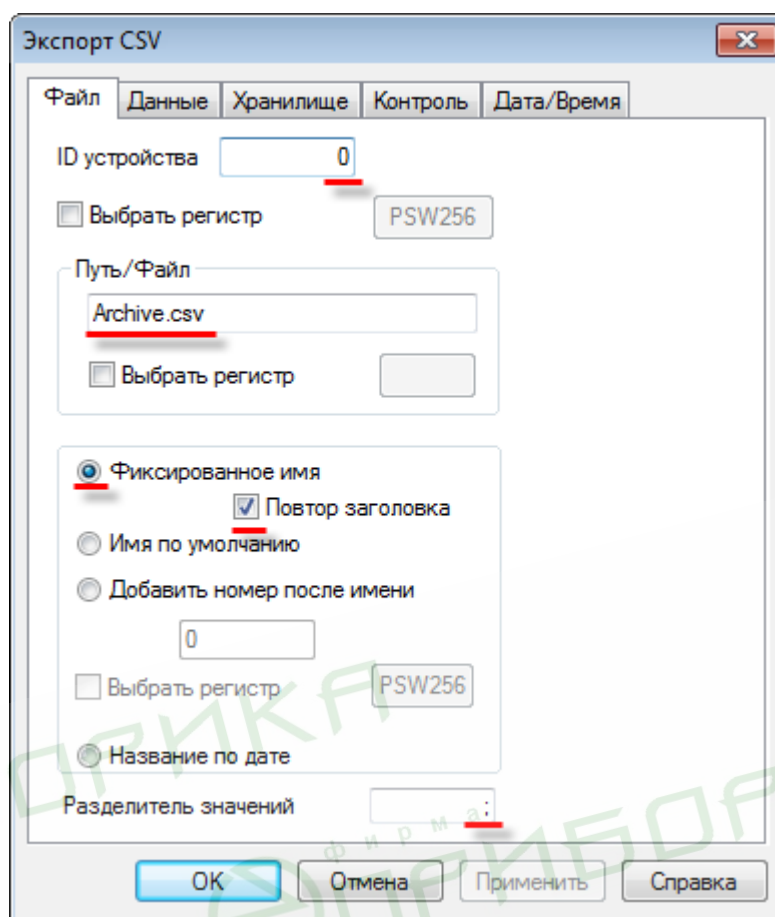 Экспорт CSV
Файл Данные Хранилище Контроль Дата/Время
ID устройства 0
Выбрать регистр PSW256
Путь/Файл
Archive.csv
Выбрать регистр
Фиксированное имя
Повтор заголовка
Имя по умолчанию
Добавить номер после имени
0
Выбрать регистр PSW256
Название по дате
Разделитель значений ;
фирма
OK Отмена Применить Справка